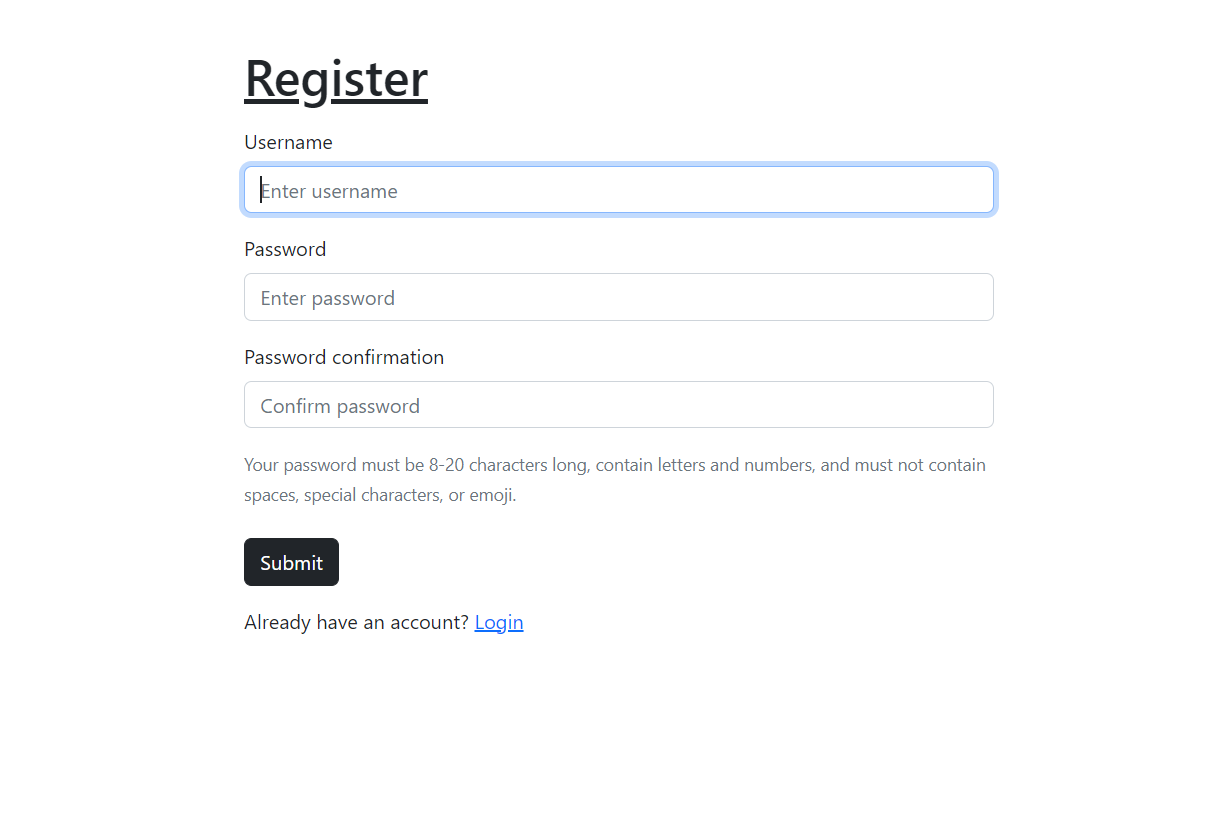 Register
Username
Enter username
Password
Enter password
Password confirmation
Confirm password
Your password must be 8-20 characters long, contain letters and numbers, and must not contain
spaces, special characters, or emoji.
Submit
Already have an account? Login